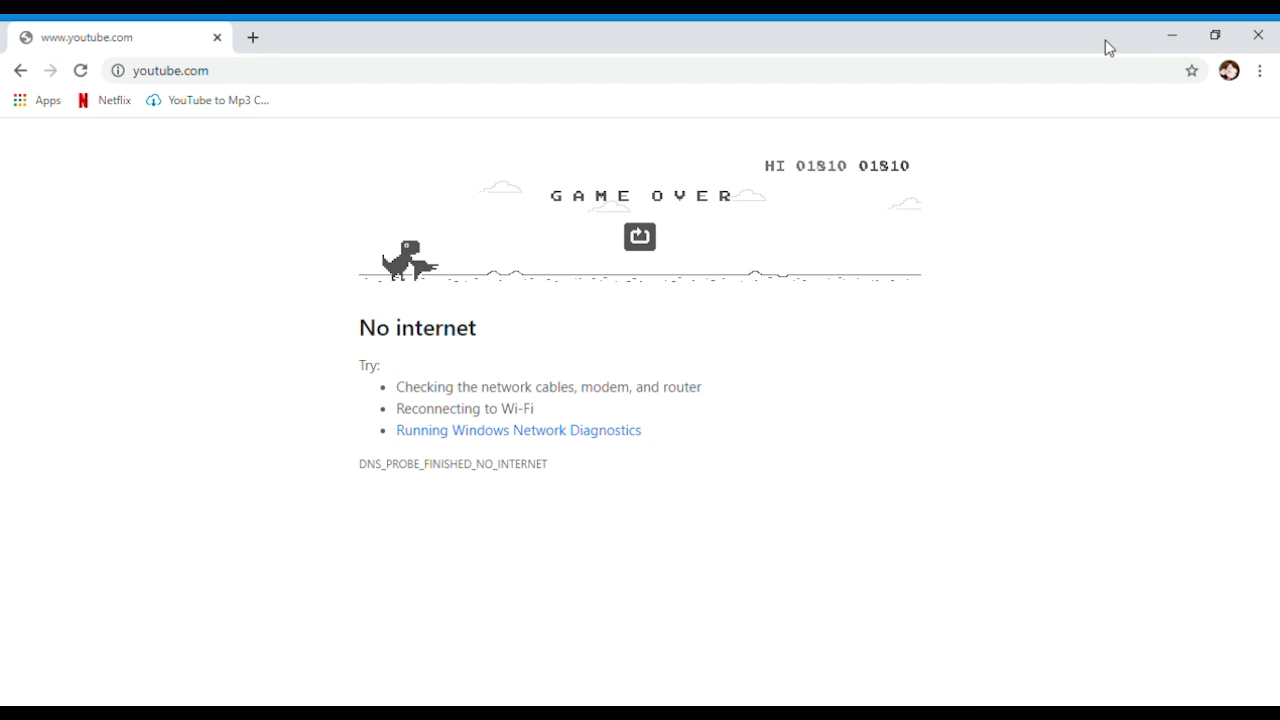 www.youtube.com
youtube.com
Apps Netflix YouTube to Mp3 C...
HI 01810 01810
GAME OVER
No internet
Try:
• Checking the network cables, modem, and router
• Reconnecting to Wi-Fi
• Running Windows Network Diagnostics
DNS_PROBE_FINISHED_NO_INTERNET